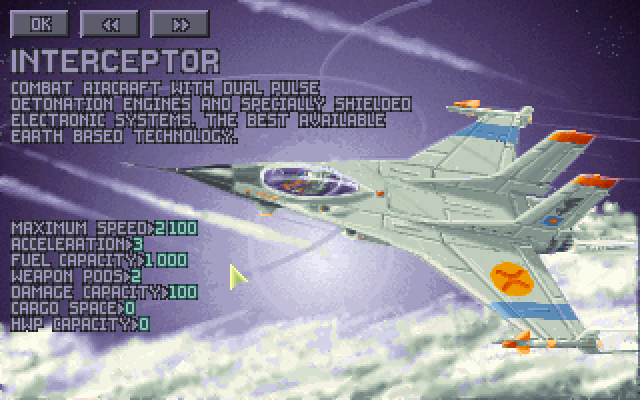 OK
INTERCEPTOR
COMBAT AIRCRAFT WITH DUAL PULSE
DETONATION ENGINES AND SPECIALLY SHIELDED
ELECTRONIC SYSTEMS. THE BEST AVAILABLE
EARTH BASED TECHNOLOGY.
MAXIMUM SPEED>2100
ACCELERATION>3
FUEL CAPACITY>1000
WEAPON PODS>2
DAMAGE CAPACITY>100
CARGO SPACE>0
HWP CAPACITY>0